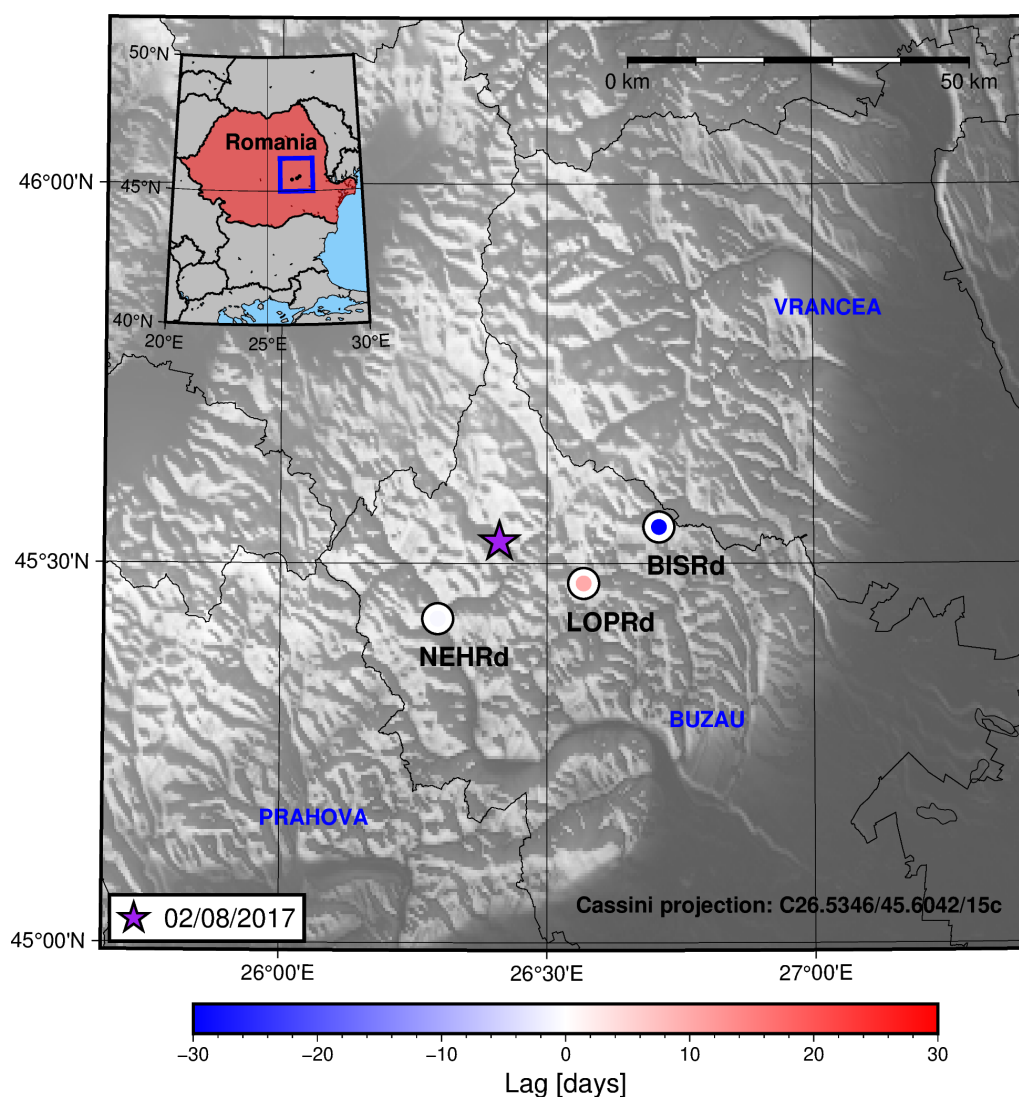 50°N
45°N
40°N
20°E 25°E 30°E
Romania
0 km 50 km
46°00'N
45°30'N
45°00'N
VRANCEA
BISRd
LOPRd
NEHRd
BUZAU
PRAHOVA
02/08/2017
Cassini projection: C26.5346/45.6042/15c
26°00'E 26°30'E 27°00'E
−30 −20 −10 0 10 20 30
Lag [days]